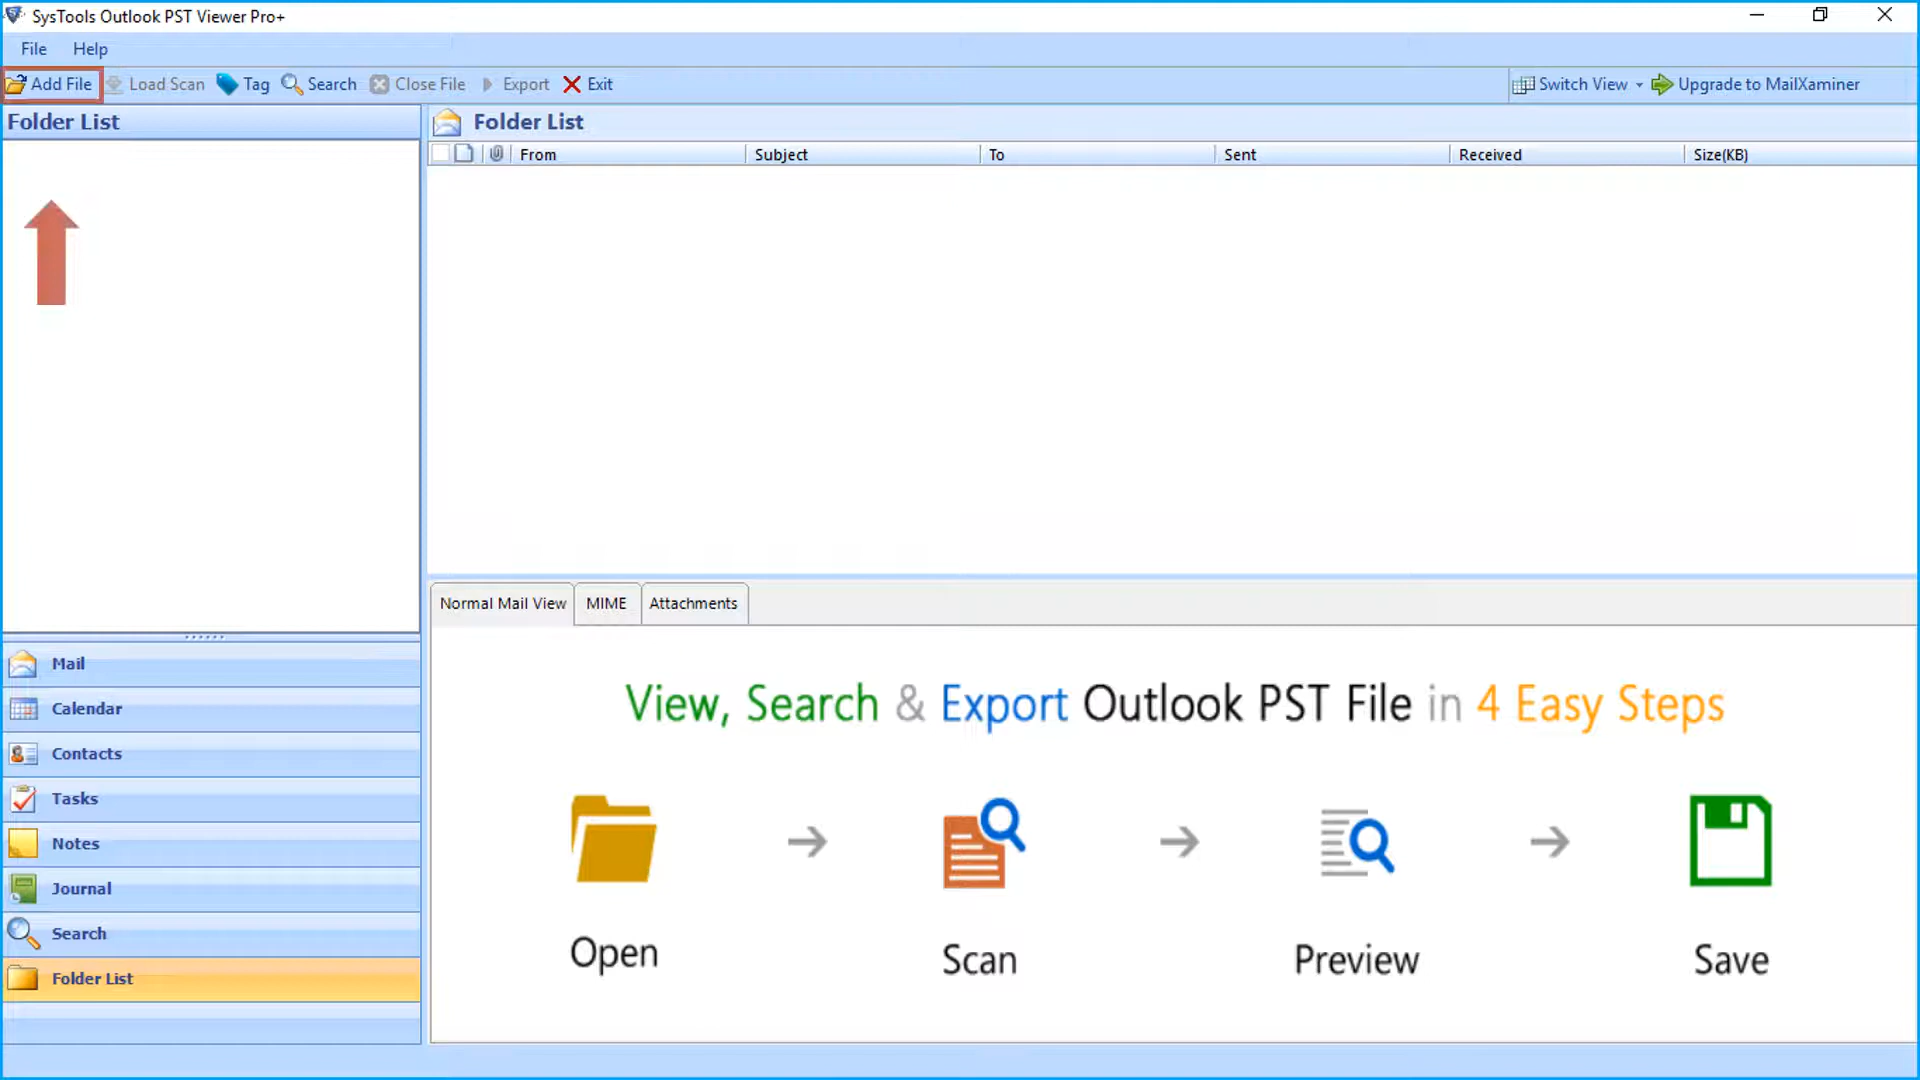 SysTools Outlook PST Viewer Pro+
File Help
Add File Load Scan Tag Search Close File Export Exit Switch View Upgrade to MailXaminer
Folder List
Folder List
From Subject To Sent Received Size(KB)
Normal Mail View MIME Attachments
Mail
Calendar
Contacts
Tasks
Notes
Journal
Search
Folder List
View, Search & Export Outlook PST File in 4 Easy Steps
Open Scan Preview Save